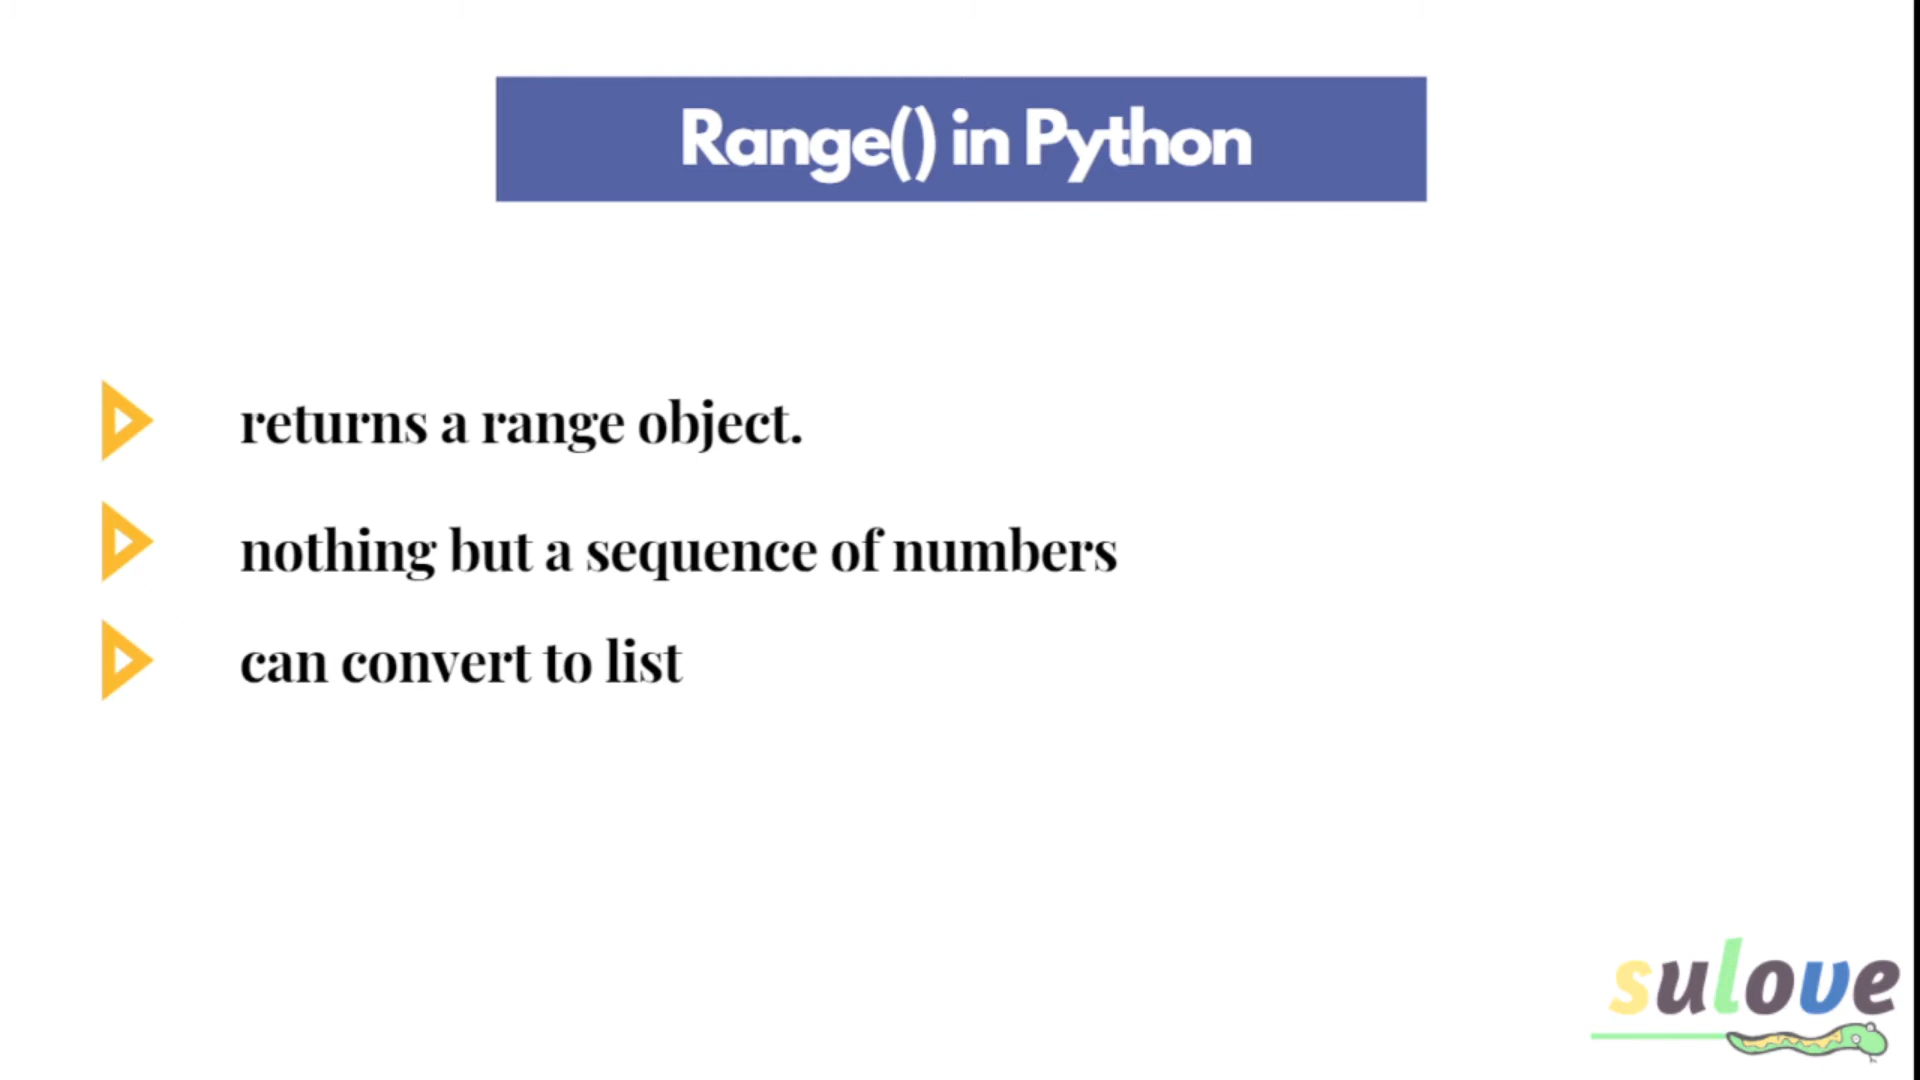 Range() in Python
returns a range object.
nothing but a sequence of numbers
can convert to list
sulove